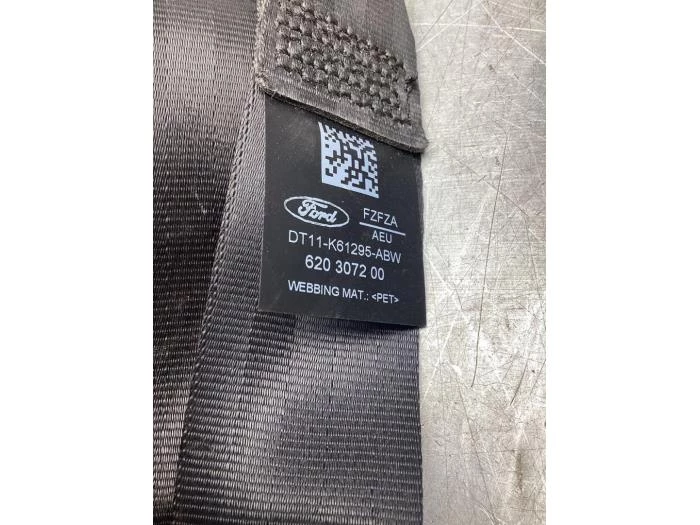 Ford
FZFZA
AEU
DT11-K61295-ABW
620 3072 00
WEBBING MAT.: <PET>